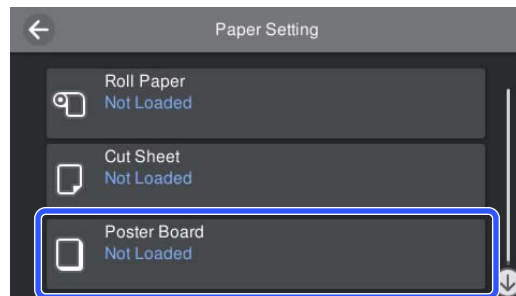 Paper Setting
Roll Paper
Not Loaded
Cut Sheet
Not Loaded
Poster Board
Not Loaded